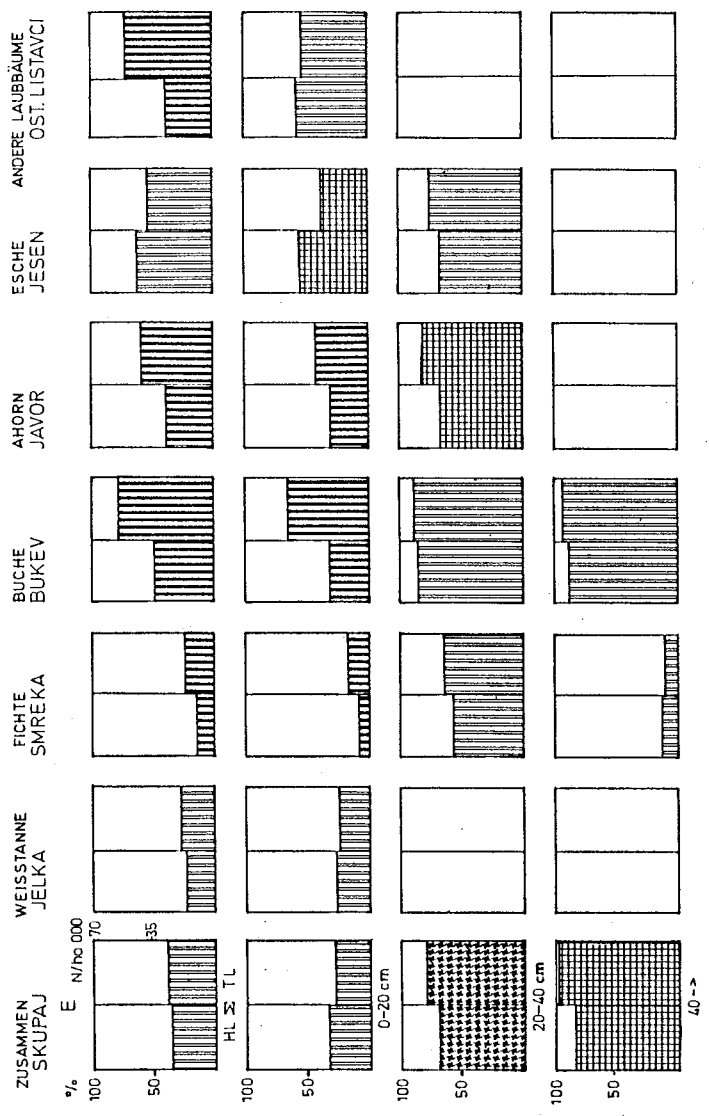 ZUSAMMEN
SKUPAJ
WEISSTANNE
JELKA
FICHTE
SMREKA
BUCHE
BUKEV
AHORN
JAVOR
ESCHE
JESEN
ANDERE LAUBBÄUME
OST. LISTAVCI
% E N/ha 000
100 70
50 35
HL Σ TL
100
50
0-20 cm
100
50
20-40 cm
100
50
40 -->